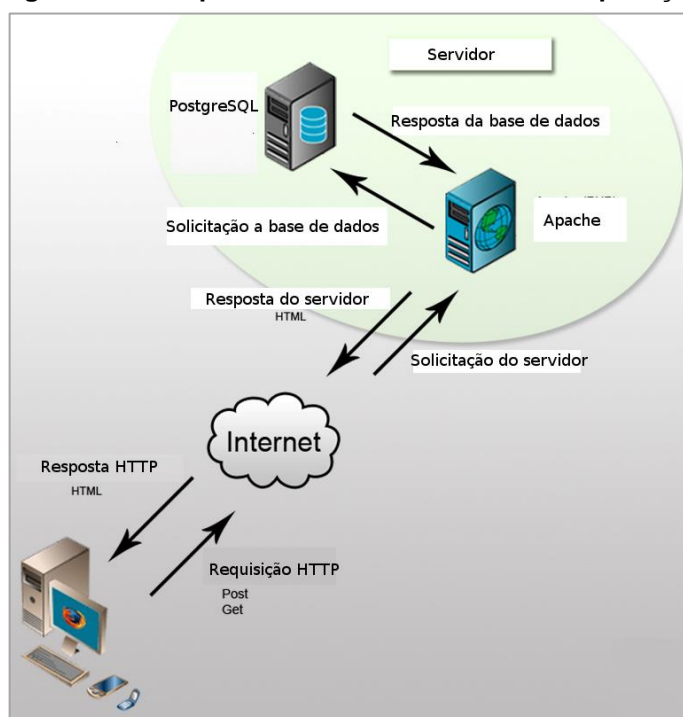 Servidor
PostgreSQL
Resposta da base de dados
Solicitação a base de dados
Apache
Resposta do servidor
HTML
Solicitação do servidor
Internet
Resposta HTTP
HTML
Requisição HTTP
Post
Get